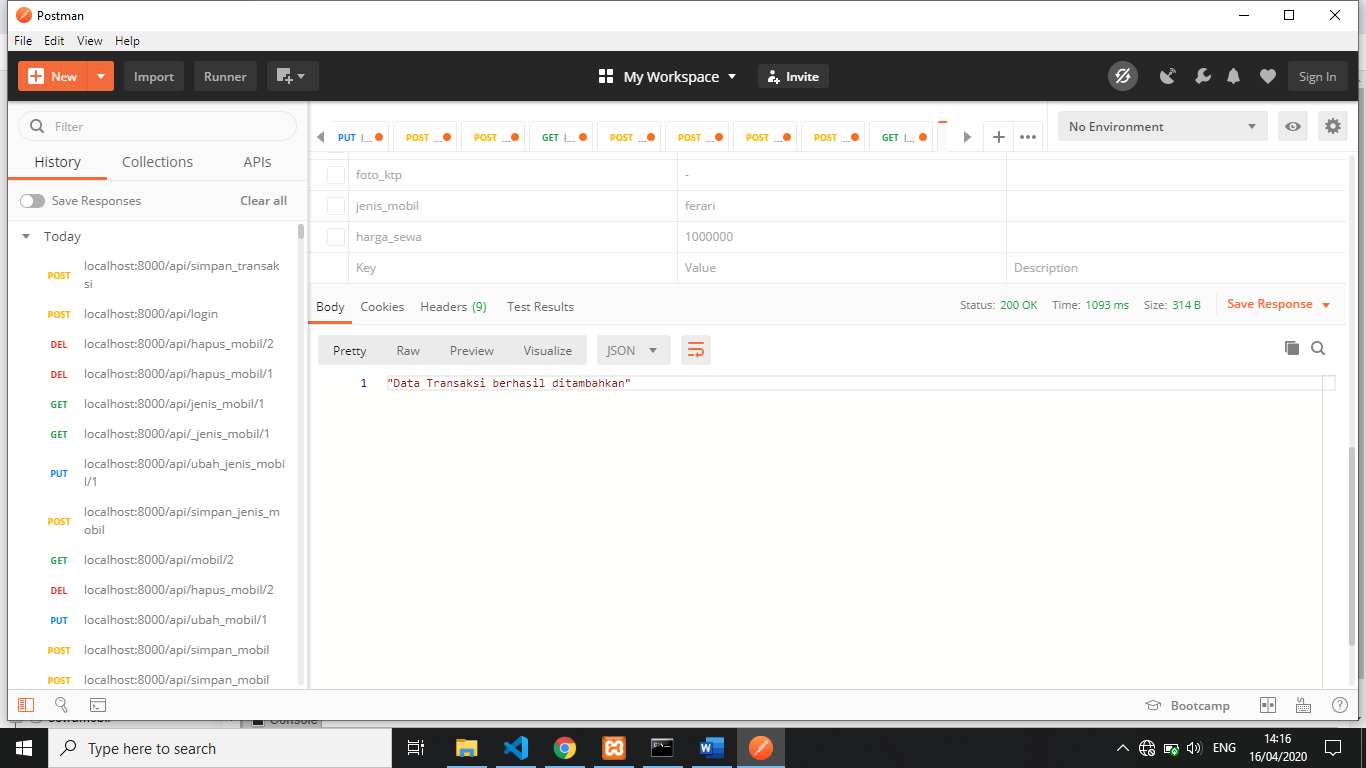 Postman
File Edit View Help
New Import Runner My Workspace Invite Sign In
Filter
History Collections APIs
Save Responses Clear all
Today
POST localhost:8000/api/simpan_transak
si
POST localhost:8000/api/login
DEL localhost:8000/api/hapus_mobil/2
DEL localhost:8000/api/hapus_mobil/1
GET localhost:8000/api/jenis_mobil/1
GET localhost:8000/api/_jenis_mobil/1
PUT localhost:8000/api/ubah_jenis_mobi
l/1
POST localhost:8000/api/simpan_jenis_m
obil
GET localhost:8000/api/mobil/2
DEL localhost:8000/api/hapus_mobil/2
PUT localhost:8000/api/ubah_mobil/1
POST localhost:8000/api/simpan_mobil
POST localhost:8000/api/simpan_mobil
PUT l... POST ... POST ... GET l... POST ... POST ... POST ... POST ... GET l...
No Environment
foto_ktp -
jenis_mobil ferari
harga_sewa 1000000
Key Value Description
Body Cookies Headers (9) Test Results Status: 200 OK Time: 1093 ms Size: 314 B Save Response
Pretty Raw Preview Visualize JSON
1 "Data Transaksi berhasil ditambahkan"
Bootcamp
Console
Type here to search
ENG
14:16
16/04/2020